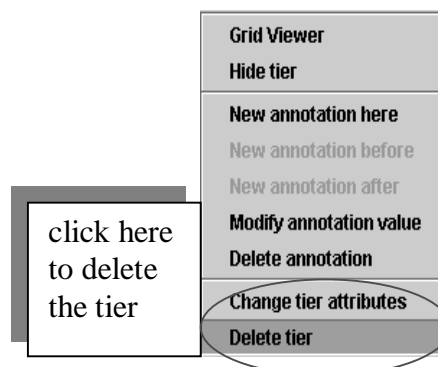 Grid Viewer
Hide tier
New annotation here
New annotation before
New annotation after
Modify annotation value
Delete annotation
Change tier attributes
Delete tier
click here
to delete
the tier